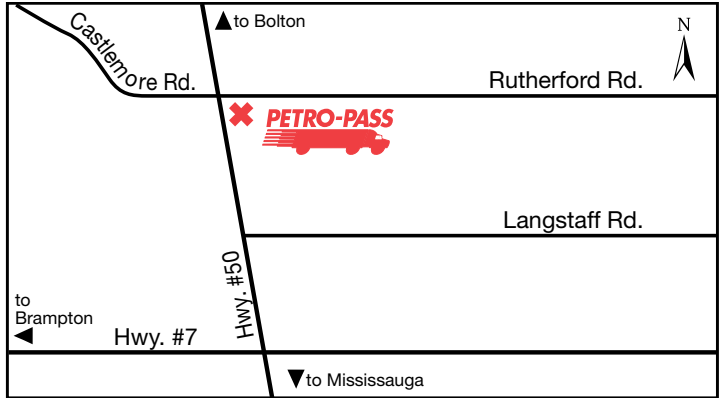 to Bolton
N
Castlemore Rd.
Rutherford Rd.
PETRO-PASS
Langstaff Rd.
Hwy. #50
to
Brampton
Hwy. #7
to Mississauga